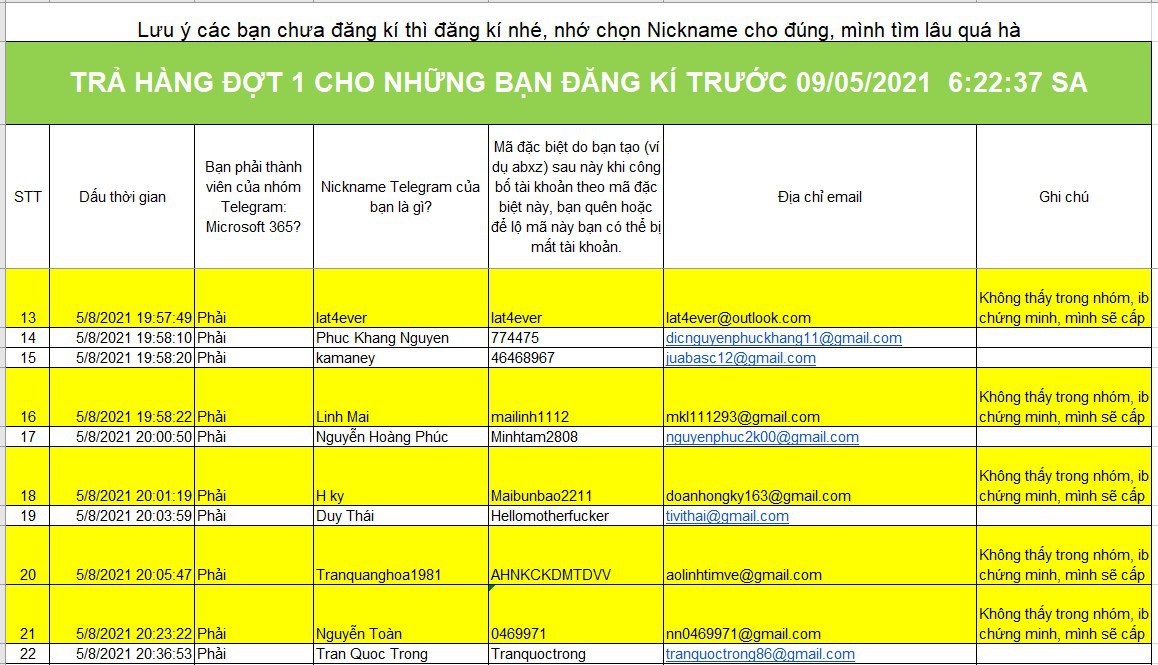 Lưu ý các bạn chưa đăng kí thì đăng kí nhé, nhớ chọn Nickname cho đúng, mình tìm lâu quá hà
TRẢ HÀNG ĐỢT 1 CHO NHỮNG BẠN ĐĂNG KÍ TRƯỚC 09/05/2021 6:22:37 SA
STT
Dấu thời gian
Bạn phải thành
viên của nhóm
Telegram:
Microsoft 365?
Nickname Telegram của
bạn là gì?
Mã đặc biệt do bạn tạo (ví
dụ abxz) sau này khi công
bố tài khoản theo mã đặc
biệt này, bạn quên hoặc
để lộ mã này bạn có thể bị
mất tài khoản.
Địa chỉ email
Ghi chú
13 5/8/2021 19:57:49 Phải lat4ever lat4ever lat4ever@outlook.com Không thấy trong nhóm, ib
chứng minh, mình sẽ cấp
14 5/8/2021 19:58:10 Phải Phuc Khang Nguyen 774475 dicnguyenphuckhang11@gmail.com
15 5/8/2021 19:58:20 Phải kamaney 46468967 juabasc12@gmail.com
16 5/8/2021 19:58:22 Phải Linh Mai mailinh1112 mkl111293@gmail.com Không thấy trong nhóm, ib
chứng minh, mình sẽ cấp
17 5/8/2021 20:00:50 Phải Nguyễn Hoàng Phúc Minhtam2808 nguyenphuc2k00@gmail.com
18 5/8/2021 20:01:19 Phải H ky Maibunbao2211 doanhongky163@gmail.com Không thấy trong nhóm, ib
chứng minh, mình sẽ cấp
19 5/8/2021 20:03:59 Phải Duy Thái Hellomotherfucker tivithai@gmail.com
20 5/8/2021 20:05:47 Phải Tranquanghoa1981 AHNKCKDMTDVV aolinhtimve@gmail.com Không thấy trong nhóm, ib
chứng minh, mình sẽ cấp
21 5/8/2021 20:23:22 Phải Nguyễn Toàn 0469971 nn0469971@gmail.com Không thấy trong nhóm, ib
chứng minh, mình sẽ cấp
22 5/8/2021 20:36:53 Phải Tran Quoc Trong Tranquoctrong tranquoctrong86@gmail.com